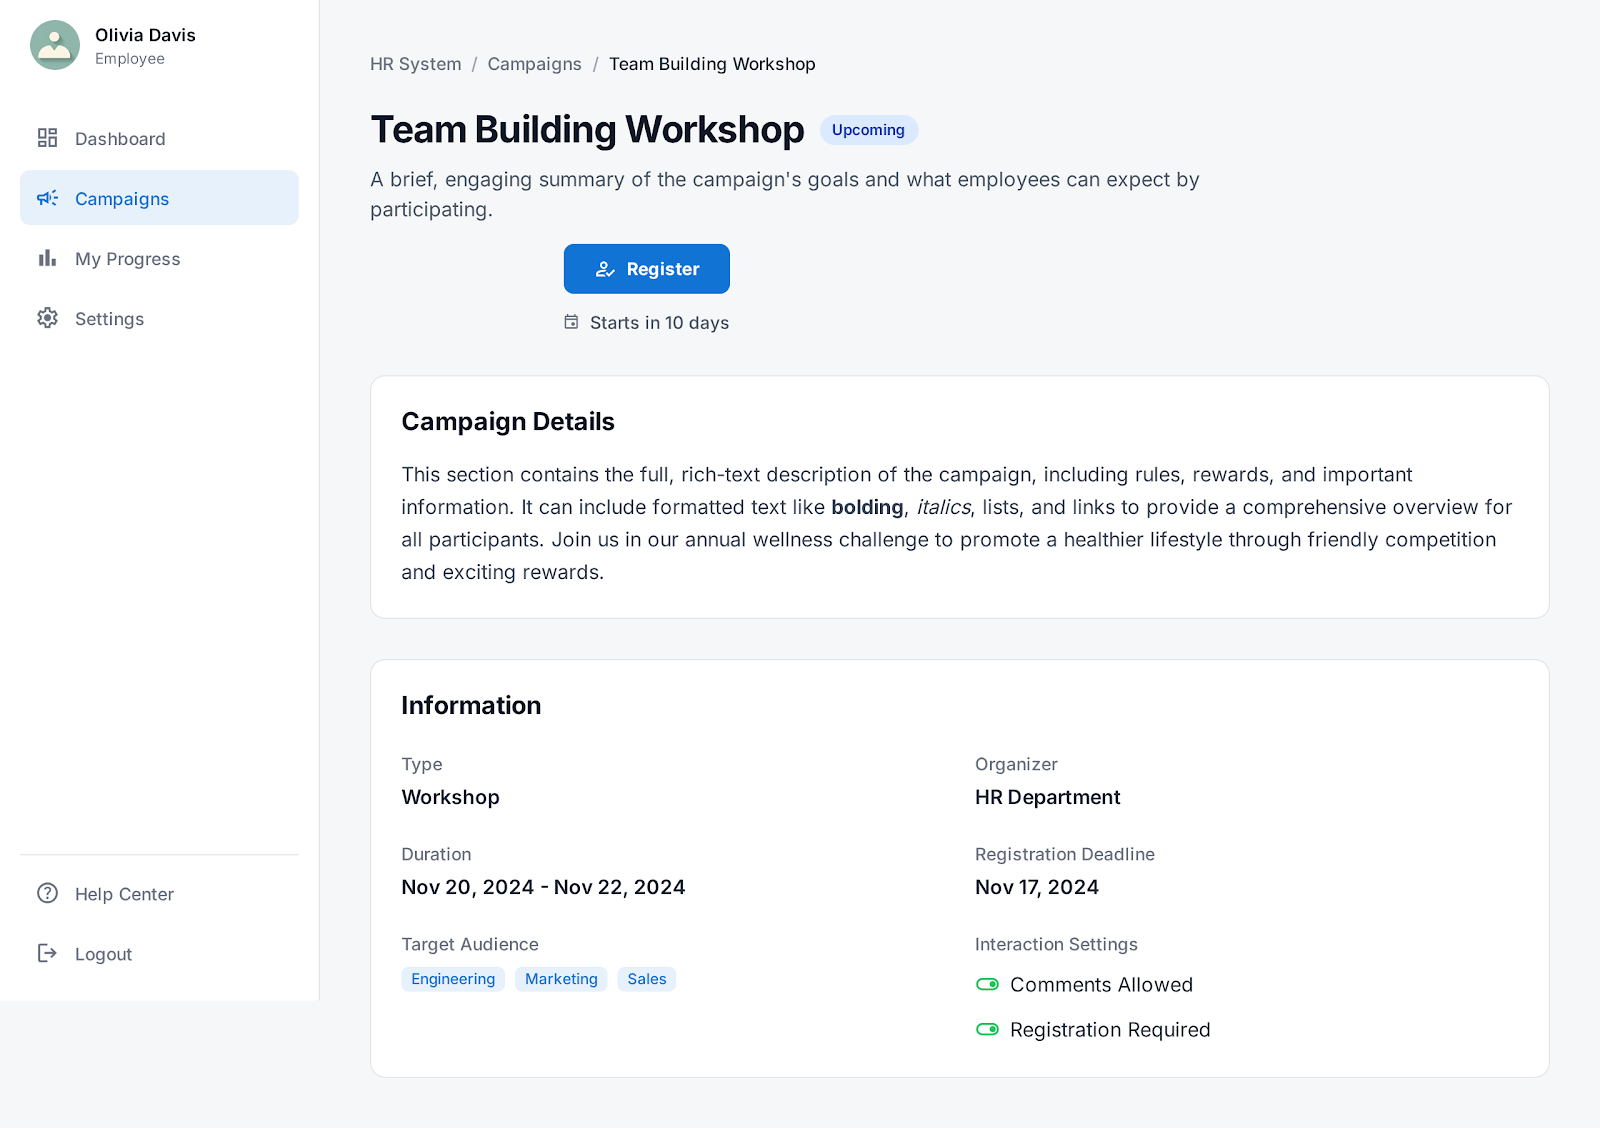 Olivia Davis
Employee
Dashboard
Campaigns
My Progress
Settings
Help Center
Logout
HR System / Campaigns / Team Building Workshop
Team Building Workshop Upcoming
A brief, engaging summary of the campaign's goals and what employees can expect by
participating.
Register
Starts in 10 days
Campaign Details
This section contains the full, rich-text description of the campaign, including rules, rewards, and important
information. It can include formatted text like bolding, italics, lists, and links to provide a comprehensive overview for
all participants. Join us in our annual wellness challenge to promote a healthier lifestyle through friendly competition
and exciting rewards.
Information
Type
Workshop
Organizer
HR Department
Duration
Nov 20, 2024 - Nov 22, 2024
Registration Deadline
Nov 17, 2024
Target Audience
Engineering Marketing Sales
Interaction Settings
Comments Allowed
Registration Required